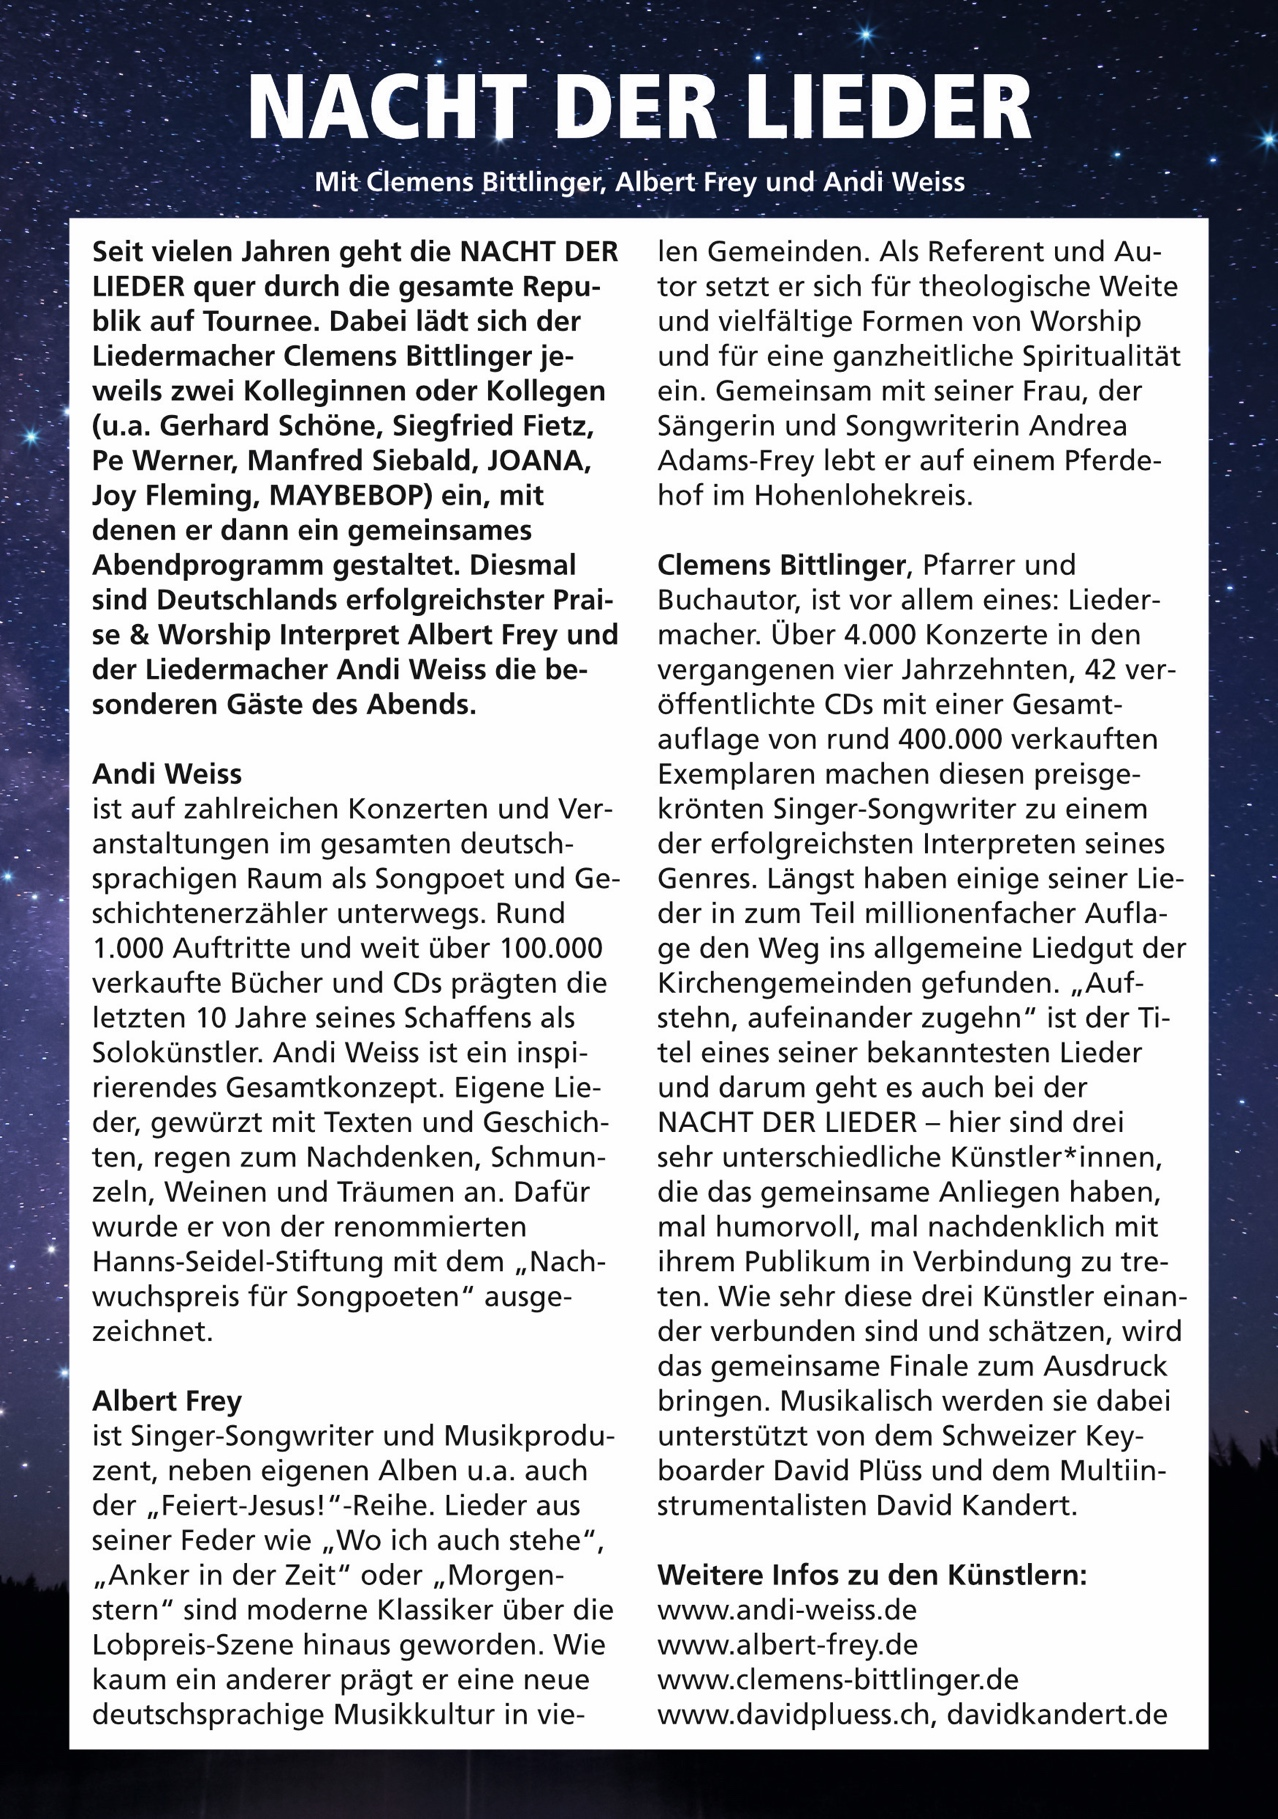 NACHT DER LIEDER
Mit Clemens Bittlinger, Albert Frey und Andi Weiss
Seit vielen Jahren geht die NACHT DER
LIEDER quer durch die gesamte Repu-
blik auf Tournee. Dabei lädt sich der
Liedermacher Clemens Bittlinger je-
weils zwei Kolleginnen oder Kollegen
(u.a. Gerhard Schöne, Siegfried Fietz,
Pe Werner, Manfred Siebald, JOANA,
Joy Fleming, MAYBEBOP) ein, mit
denen er dann ein gemeinsames
Abendprogramm gestaltet. Diesmal
sind Deutschlands erfolgreichster Prai-
se & Worship Interpret Albert Frey und
der Liedermacher Andi Weiss die be-
sonderen Gäste des Abends.
Andi Weiss
ist auf zahlreichen Konzerten und Ver-
anstaltungen im gesamten deutsch-
sprachigen Raum als Songpoet und Ge-
schichtenerzähler unterwegs. Rund
1.000 Auftritte und weit über 100.000
verkaufte Bücher und CDs prägten die
letzten 10 Jahre seines Schaffens als
Solokünstler. Andi Weiss ist ein inspi-
rierendes Gesamtkonzept. Eigene Lie-
der, gewürzt mit Texten und Geschich-
ten, regen zum Nachdenken, Schmun-
zeln, Weinen und Träumen an. Dafür
wurde er von der renommierten
Hanns-Seidel-Stiftung mit dem „Nach-
wuchspreis für Songpoeten“ ausge-
zeichnet.
Albert Frey
ist Singer-Songwriter und Musikprodu-
zent, neben eigenen Alben u.a. auch
der „Feiert-Jesus!“-Reihe. Lieder aus
seiner Feder wie „Wo ich auch stehe“,
„Anker in der Zeit“ oder „Morgen-
stern“ sind moderne Klassiker über die
Lobpreis-Szene hinaus geworden. Wie
kaum ein anderer prägt er eine neue
deutschsprachige Musikkultur in vie-
len Gemeinden. Als Referent und Au-
tor setzt er sich für theologische Weite
und vielfältige Formen von Worship
und für eine ganzheitliche Spiritualität
ein. Gemeinsam mit seiner Frau, der
Sängerin und Songwriterin Andrea
Adams-Frey lebt er auf einem Pferde-
hof im Hohenlohekreis.
Clemens Bittlinger, Pfarrer und
Buchautor, ist vor allem eines: Lieder-
macher. Über 4.000 Konzerte in den
vergangenen vier Jahrzehnten, 42 ver-
öffentlichte CDs mit einer Gesamt-
auflage von rund 400.000 verkauften
Exemplaren machen diesen preisge-
krönten Singer-Songwriter zu einem
der erfolgreichsten Interpreten seines
Genres. Längst haben einige seiner Lie-
der in zum Teil millionenfacher Aufla-
ge den Weg ins allgemeine Liedgut der
Kirchengemeinden gefunden. „Auf-
stehn, aufeinander zugehn“ ist der Ti-
tel eines seiner bekanntesten Lieder
und darum geht es auch bei der
NACHT DER LIEDER – hier sind drei
sehr unterschiedliche Künstler*innen,
die das gemeinsame Anliegen haben,
mal humorvoll, mal nachdenklich mit
ihrem Publikum in Verbindung zu tre-
ten. Wie sehr diese drei Künstler einan-
der verbunden sind und schätzen, wird
das gemeinsame Finale zum Ausdruck
bringen. Musikalisch werden sie dabei
unterstützt von dem Schweizer Key-
boarder David Plüss und dem Multiin-
strumentalisten David Kandert.
Weitere Infos zu den Künstlern:
www.andi-weiss.de
www.albert-frey.de
www.clemens-bittlinger.de
www.davidpluess.ch, davidkandert.de